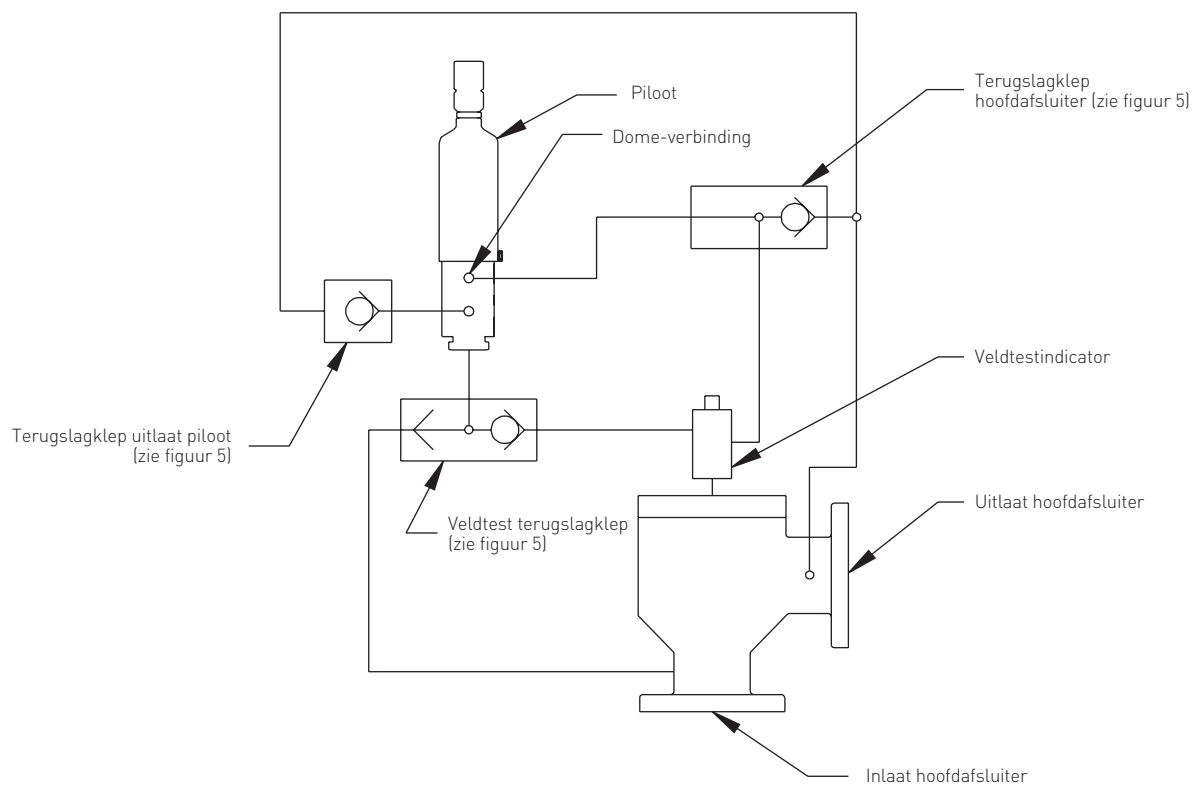 Piloot
Dome-verbinding
Terugslagklep
hoofdafsluiter (zie figuur 5)
Veldtestindicator
Terugslagklep uitlaat piloot
(zie figuur 5)
Uitlaat hoofdafsluiter
Veldtest terugslagklep
(zie figuur 5)
Inlaat hoofdafsluiter